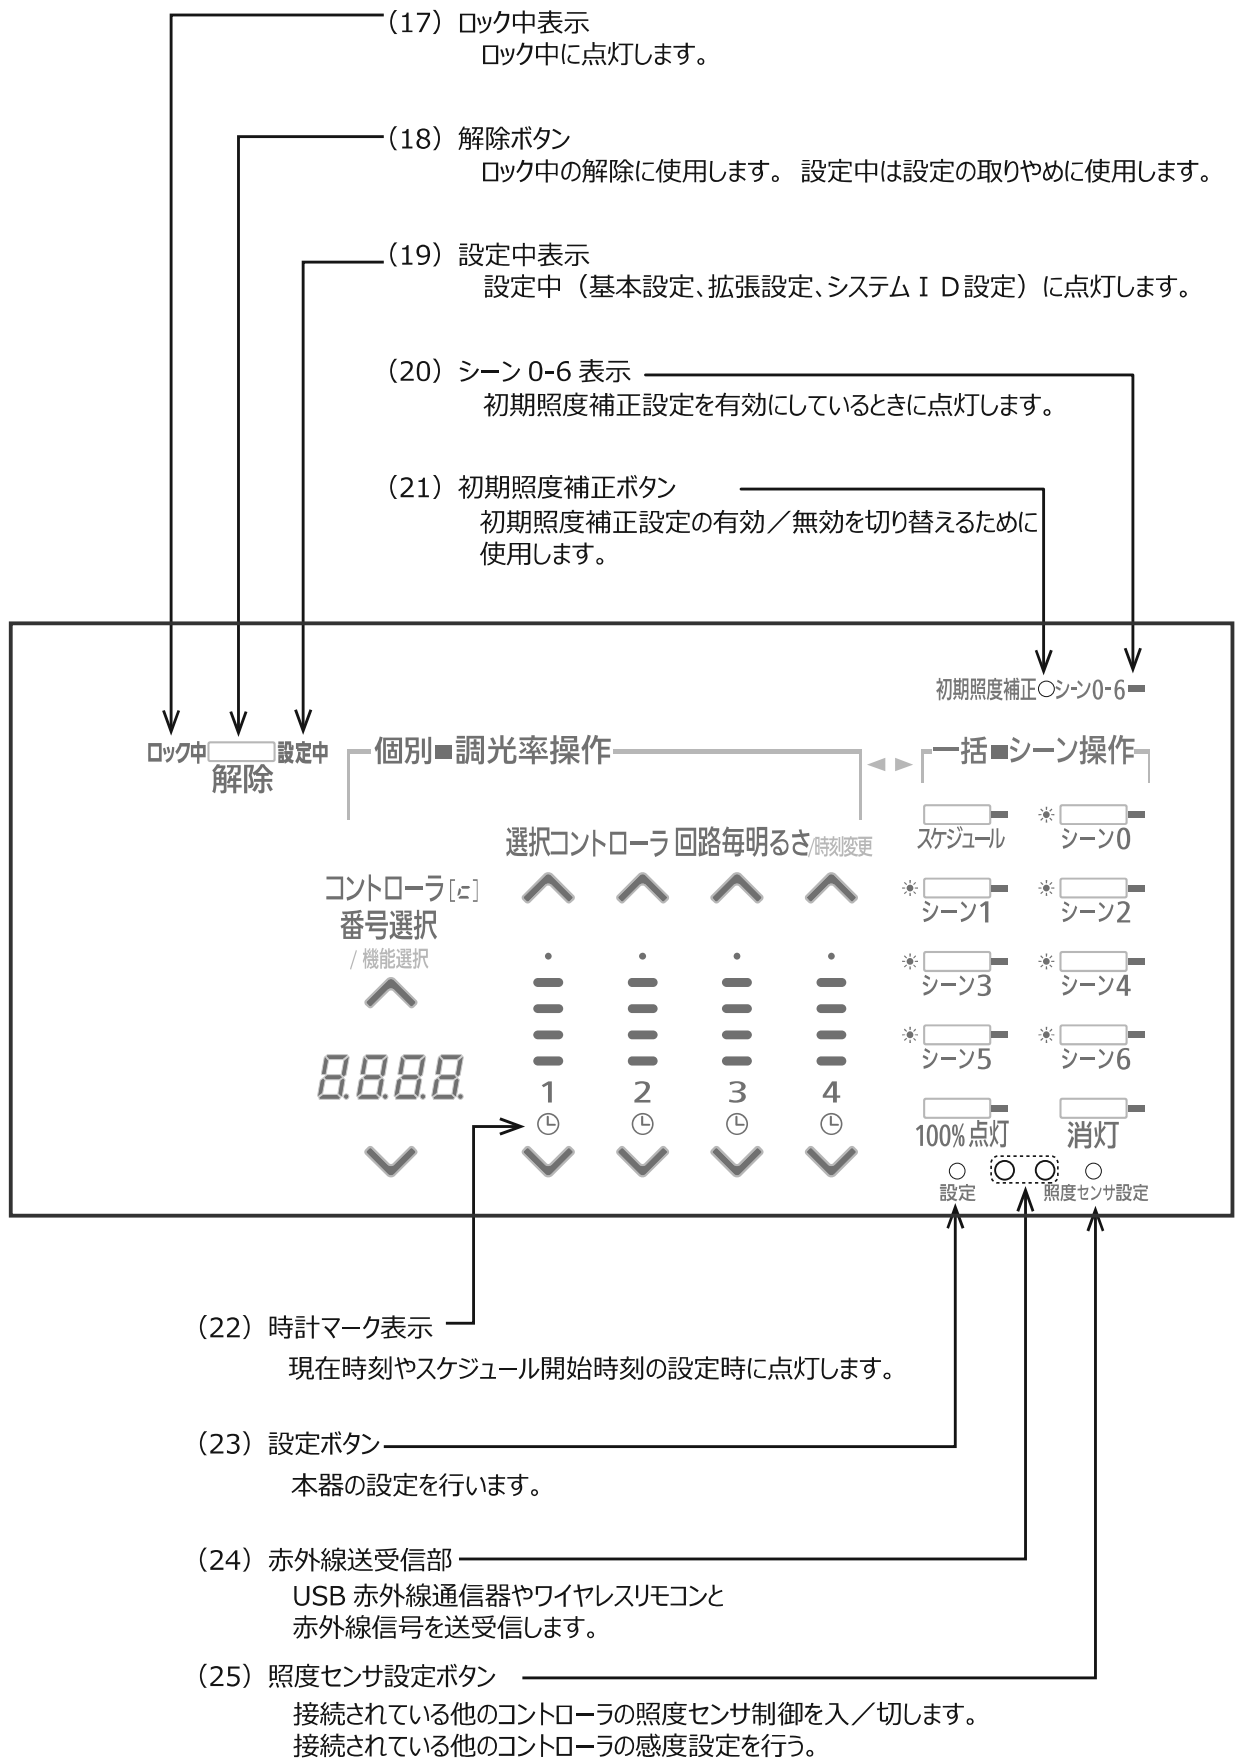 （17）ロック中表示
ロック中に点灯します。
（18）解除ボタン
ロック中の解除に使用します。 設定中は設定の取りやめに使用します。
（19）設定中表示
設定中（基本設定、拡張設定、システムＩＤ設定）に点灯します。
（20）シーン 0-6 表示
初期照度補正設定を有効にしているときに点灯します。
（21）初期照度補正ボタン
初期照度補正設定の有効／無効を切り替えるために
使用します。
初期照度補正○シーン0-6
ロック中 設定中
解除
個別■調光率操作
◀ ▶
一括■シーン操作
スケジュール シーン0
選択コントローラ 回路毎明るさ/時刻変更
コントローラ
番号選択
/ 機能選択
シーン1 シーン2
シーン3 シーン4
シーン5 シーン6
8.8.8.8.
1 2 3 4
100%点灯 消灯
設定 照度センサ設定
（22）時計マーク表示
現在時刻やスケジュール開始時刻の設定時に点灯します。
（23）設定ボタン
本器の設定を行います。
（24）赤外線送受信部
USB 赤外線通信器やワイヤレスリモコンと
赤外線信号を送受信します。
（25）照度センサ設定ボタン
接続されている他のコントローラの照度センサ制御を入／切します。
接続されている他のコントローラの感度設定を行う。